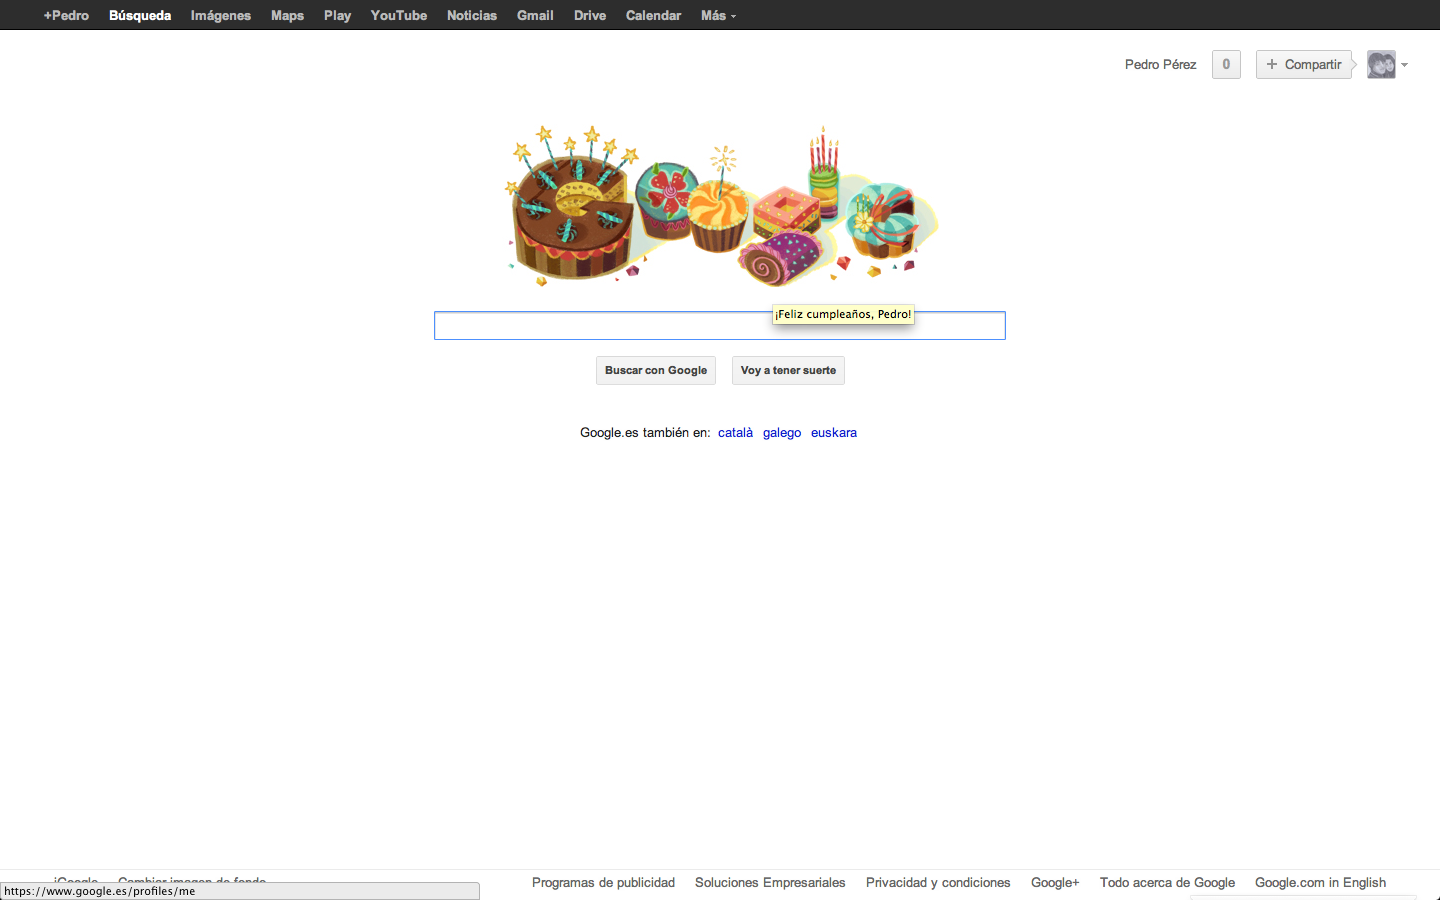 +Pedro Búsqueda Imágenes Maps Play YouTube Noticias Gmail Drive Calendar Más
Pedro Pérez 0 + Compartir
¡Feliz cumpleaños, Pedro!
Buscar con Google Voy a tener suerte
Google.es también en: català galego euskara
iGoogle Cambiar imagen de fondo Programas de publicidad Soluciones Empresariales Privacidad y condiciones Google+ Todo acerca de Google Google.com in English
https://www.google.es/profiles/me